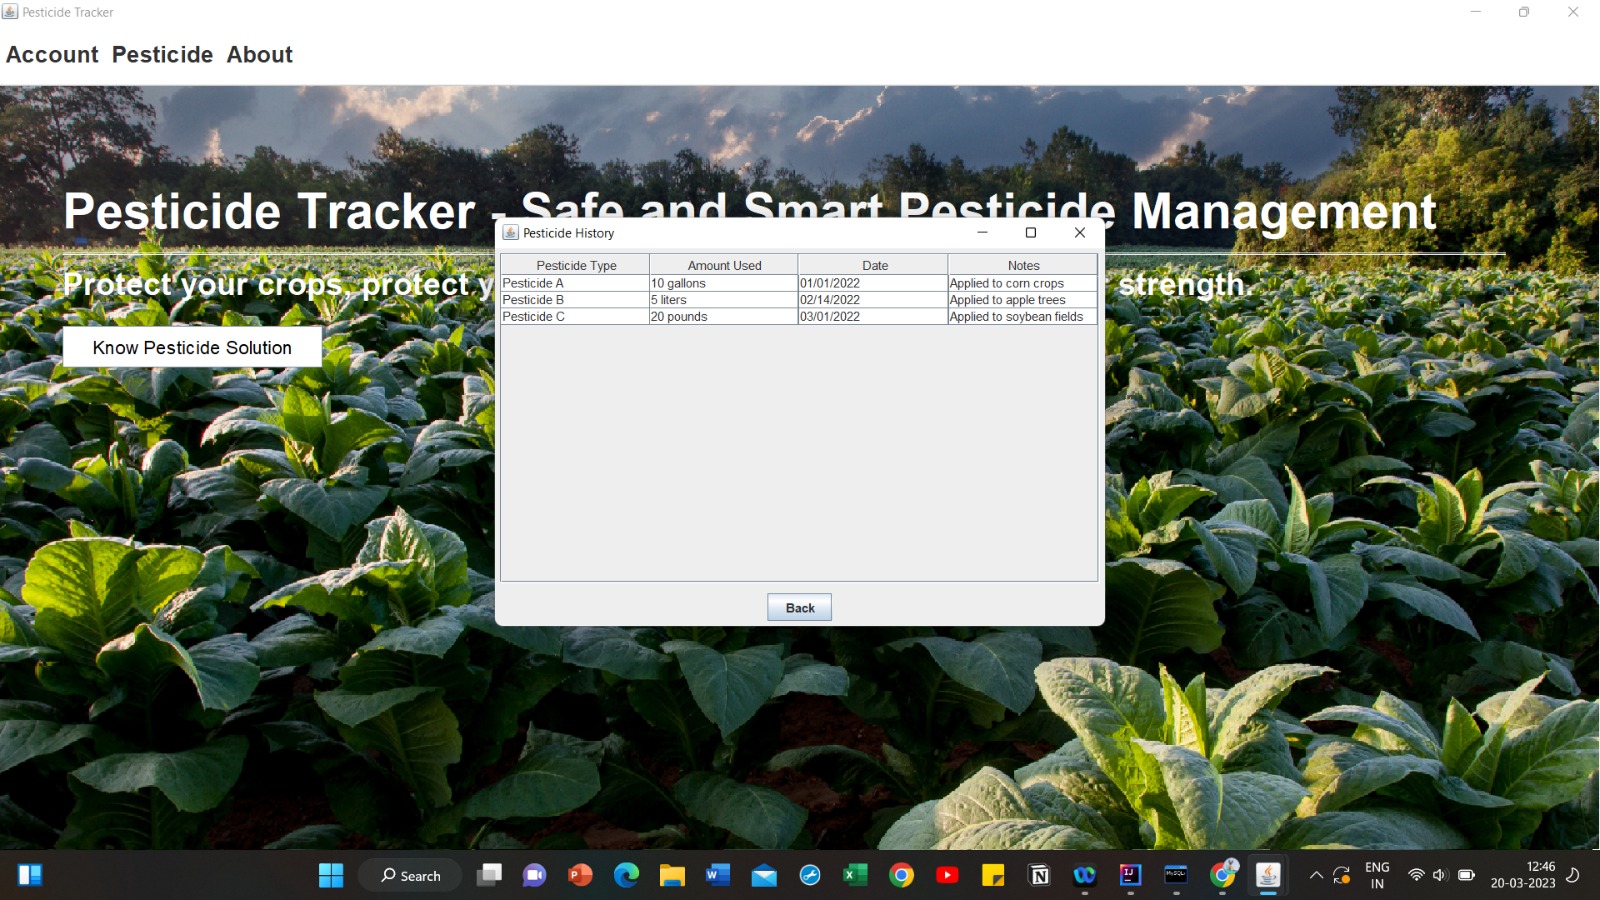 Pesticide Tracker
Account Pesticide About
Pesticide Tracker - Safe and Smart Pesticide Management
Pesticide History
Pesticide Type Amount Used Date Notes
Pesticide A 10 gallons 01/01/2022 Applied to corn crops
Pesticide B 5 liters 02/14/2022 Applied to apple trees
Pesticide C 20 pounds 03/01/2022 Applied to soybean fields
Protect your crops, protect strength.
Know Pesticide Solution
Back
Search
ENG
IN
12:46
20-03-2023